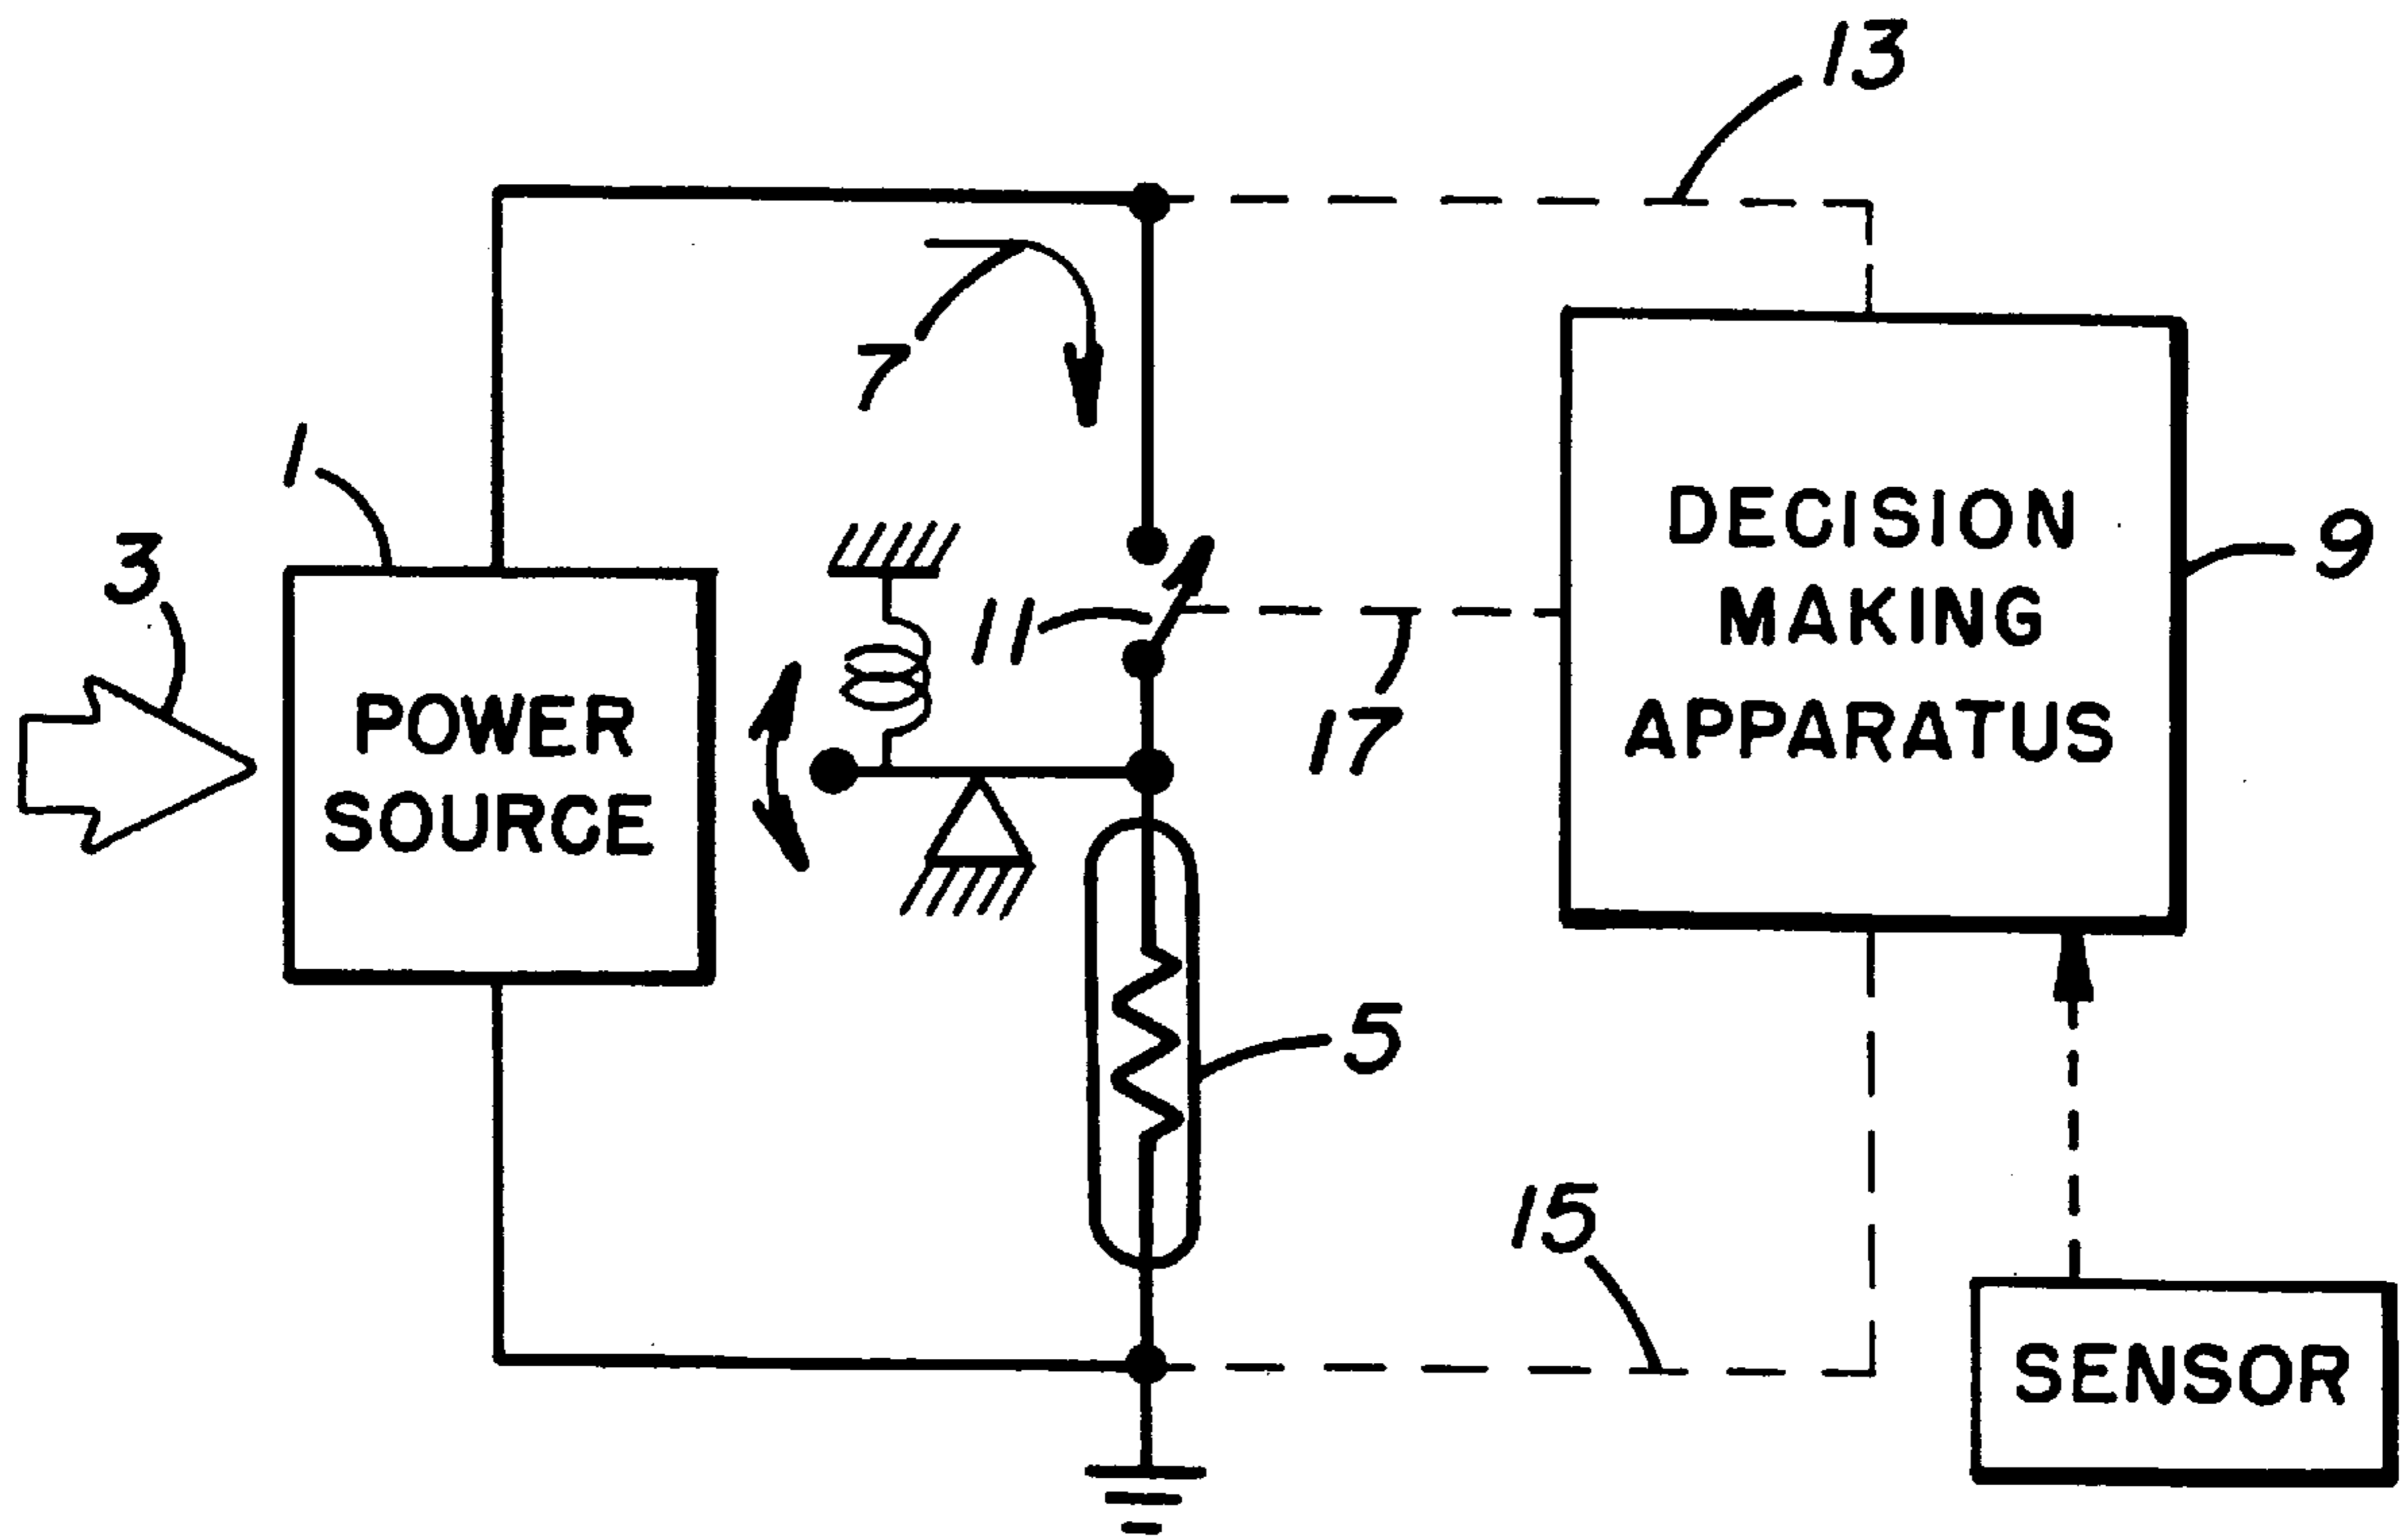 13
7
1
3
DECISION
MAKING
APPARATUS
9
11
17
POWER
SOURCE
5
15
SENSOR